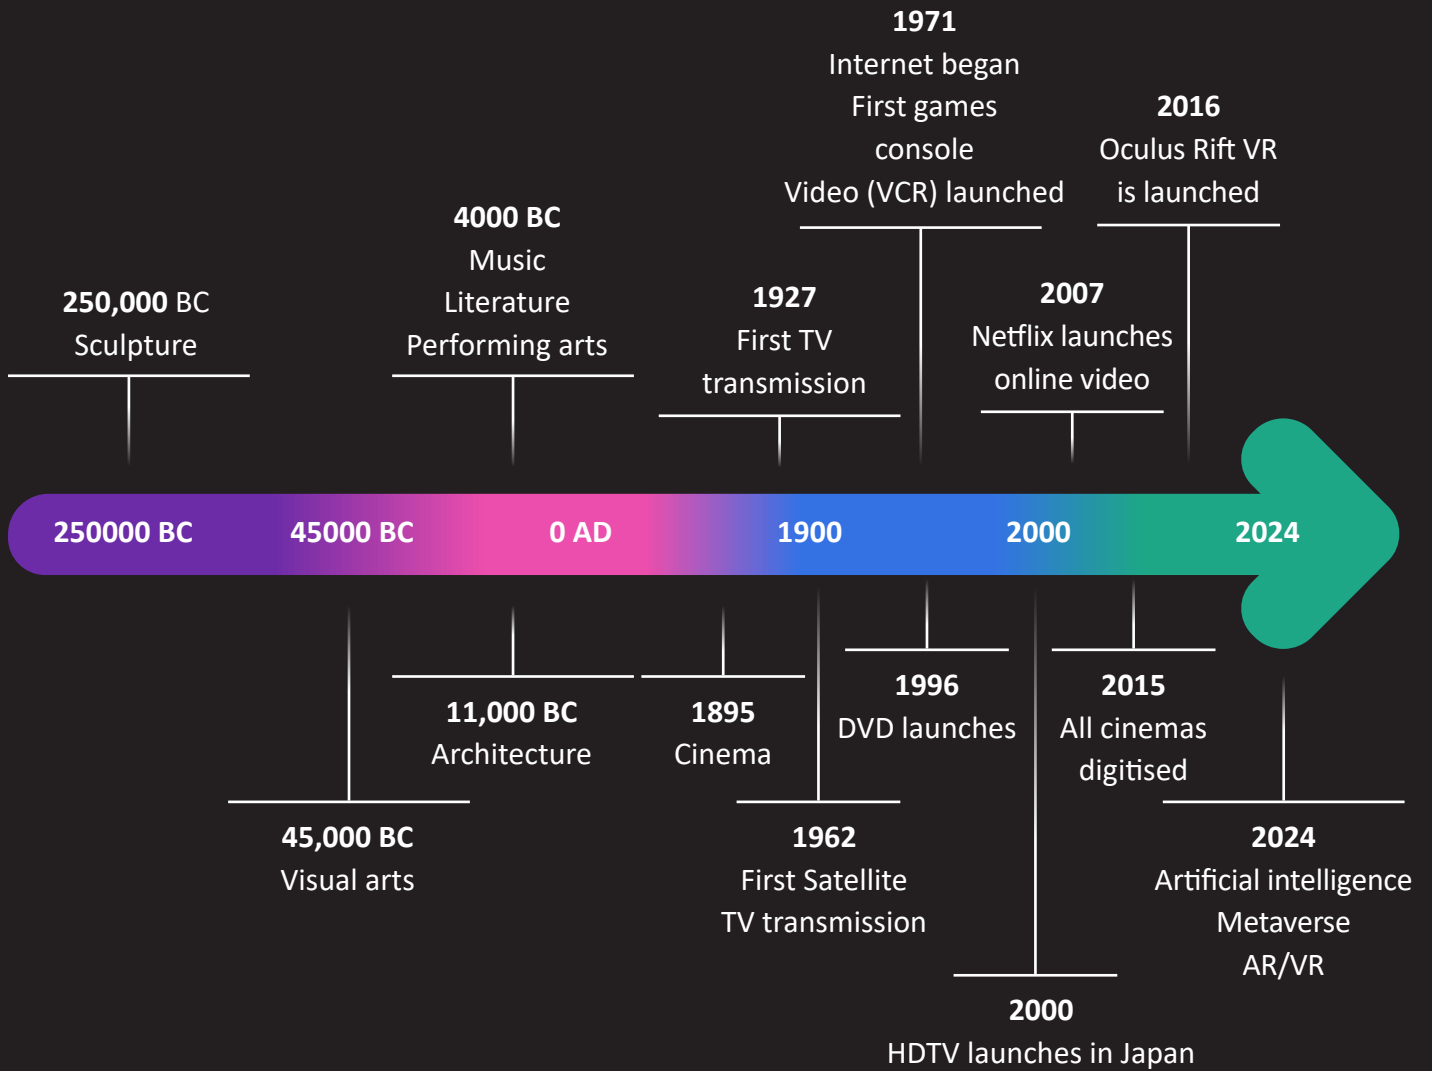 1971
Internet began
First games
console
Video (VCR) launched
2016
Oculus Rift VR
is launched
4000 BC
Music
Literature
Performing arts
250,000 BC
Sculpture
1927
First TV
transmission
2007
Netflix launches
online video
250000 BC
45000 BC
0 AD
1900
2000
2024
45,000 BC
Visual arts
11,000 BC
Architecture
1895
Cinema
1962
First Satellite
TV transmission
1996
DVD launches
2000
HDTV launches in Japan
2015
All cinemas
digitised
2024
Artificial intelligence
Metaverse
AR/VR